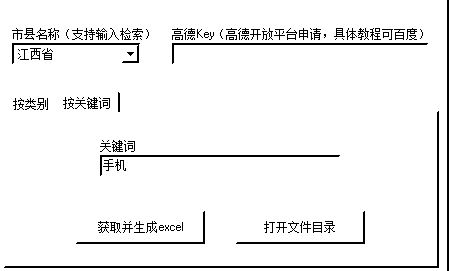 市县名称（支持输入检索） 高德Key（高德开放平台申请，具体教程可百度）
江西省
按类别 按关键词
关键词
手机
获取并生成excel 打开文件目录